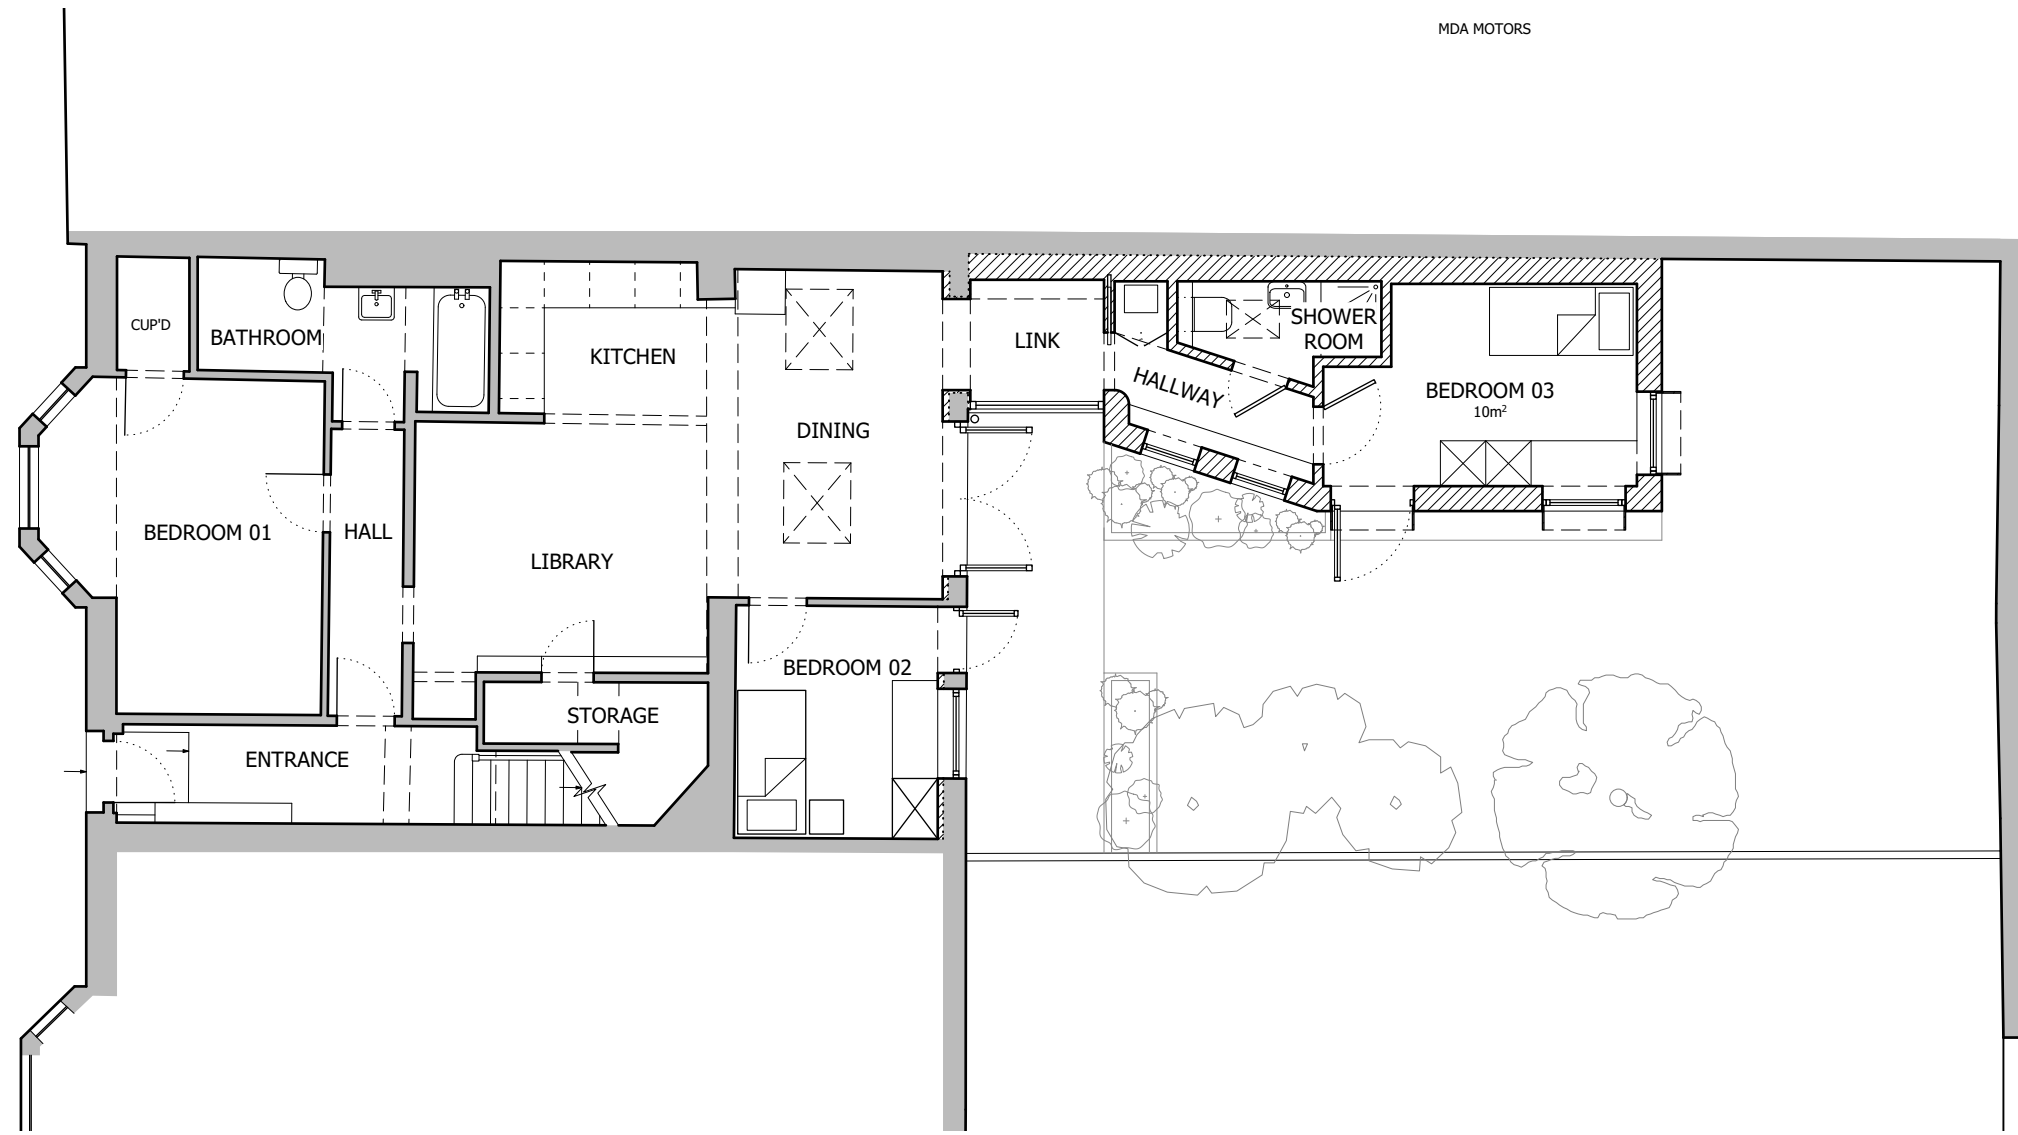 MDA MOTORS
CUP'D
BATHROOM
KITCHEN
LINK
SHOWER
ROOM
HALLWAY
BEDROOM 03
10m²
DINING
BEDROOM 01
HALL
LIBRARY
BEDROOM 02
STORAGE
ENTRANCE